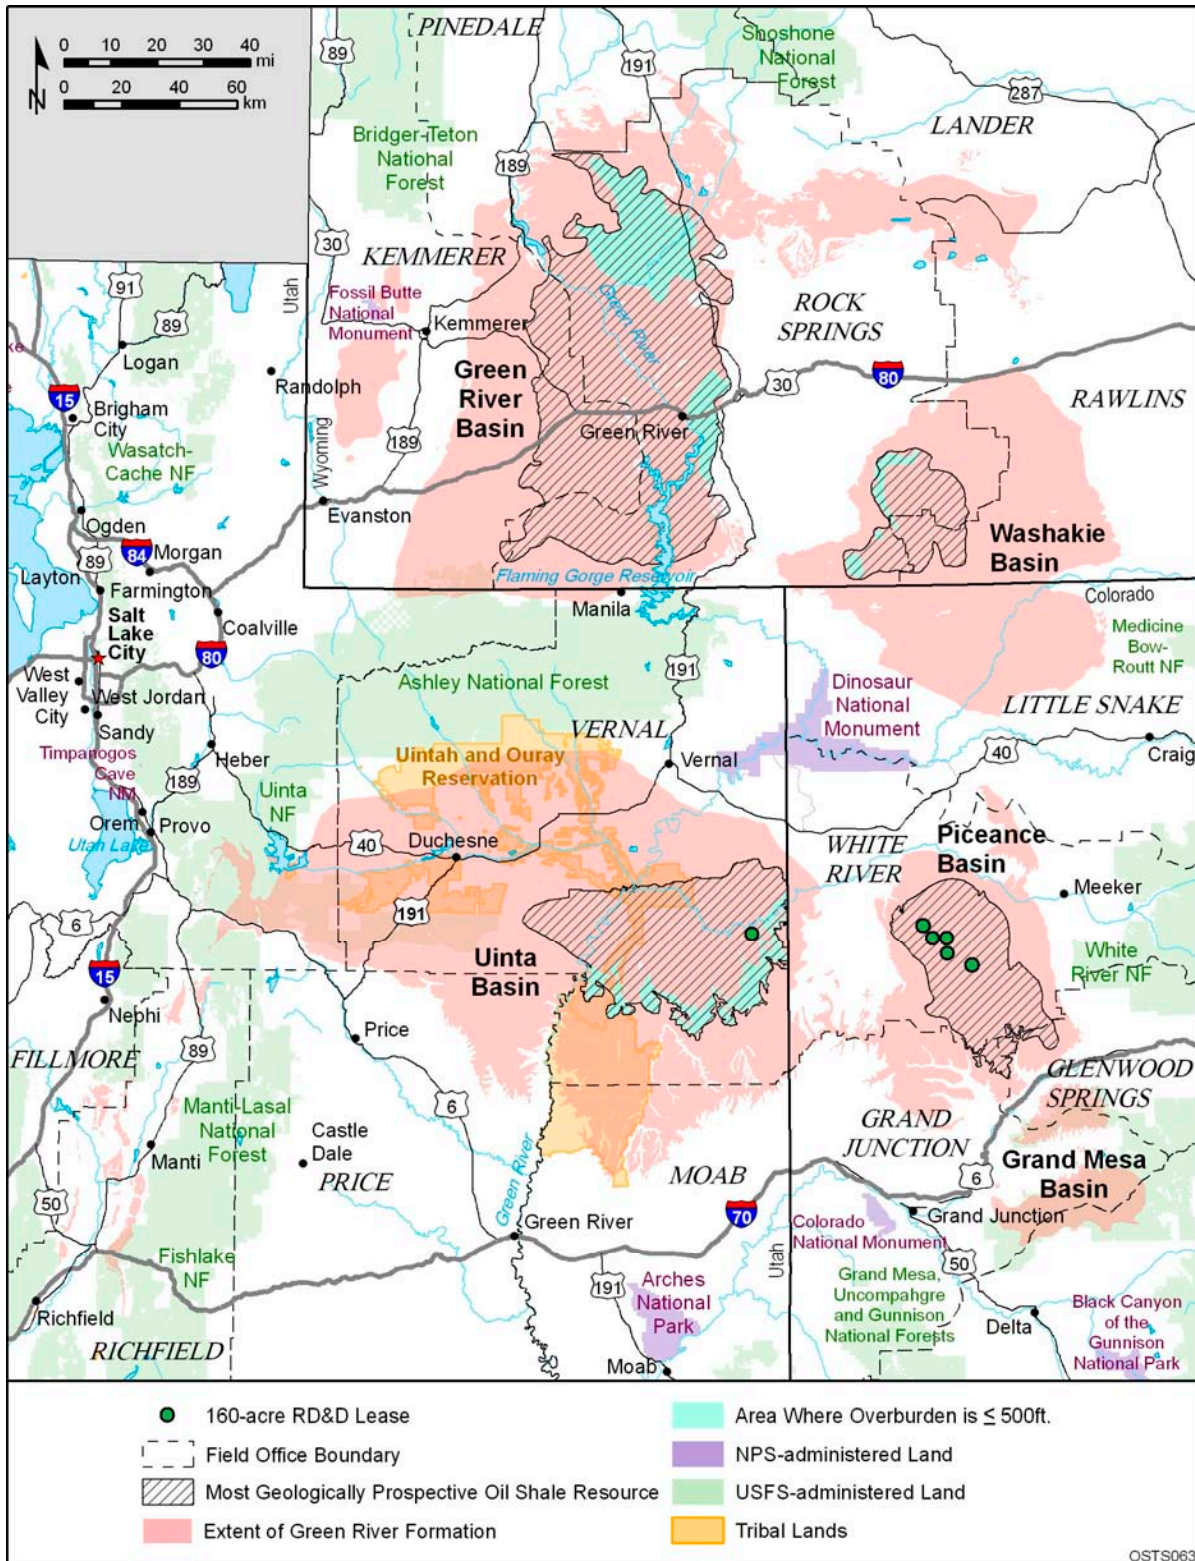 PINEDALE
0 10 20 30 40
mi
0 20 40 60
km
N
89
191
Shoshone
National
Forest
287
LANDER
Bridger-Teton
National
Forest
189
30
KEMMERER
Utah
91
89
Fossil Butte
National
Monument
Kemmerer
Green River
ROCK
SPRINGS
Logan
Randolph
Green
River
Basin
30
80
RAWLINS
15
Brigham
City
Wasatch-
Cache NF
Wyoming
189
Green River
Evanston
Washakie
Basin
Ogden
84
Morgan
89
Layton
Farmington
Flaming Gorge Reservoir
Manila
Colorado
Salt
Lake
City
Coalville
80
Medicine
Bow-
Routt NF
191
West
Valley
City
West Jordan
Sandy
Ashley National Forest
Dinosaur
National
Monument
LITTLE SNAKE
VERNAL
Timpanogos
Cave
NM
Heber
Uintah and Ouray
Reservation
Vernal
40
Craig
189
Uinta
NF
Orem
Provo
Utah Lake
40
Duchesne
WHITE
RIVER
Piceance
Basin
Meeker
6
191
Uinta
Basin
White
River NF
15
Nephi
Price
FILLMORE
89
GLENWOOD
SPRINGS
Manti-Lasal
National
Forest
6
GRAND
JUNCTION
Castle
Dale
Manti
PRICE
Green River
MOAB
6
Grand Mesa
Basin
50
Green River
70
Colorado
National Monument
Grand Junction
Fishlake
NF
Utah
50
191
Arches
National
Park
Grand Mesa,
Uncompahgre
and Gunnison
National Forests
Black Canyon
of the
Gunnison
National Park
Richfield
Delta
RICHFIELD
Moab
160-acre RD&D Lease
Field Office Boundary
Most Geologically Prospective Oil Shale Resource
Extent of Green River Formation
Area Where Overburden is ≤ 500ft.
NPS-administered Land
USFS-administered Land
Tribal Lands
OSTS063